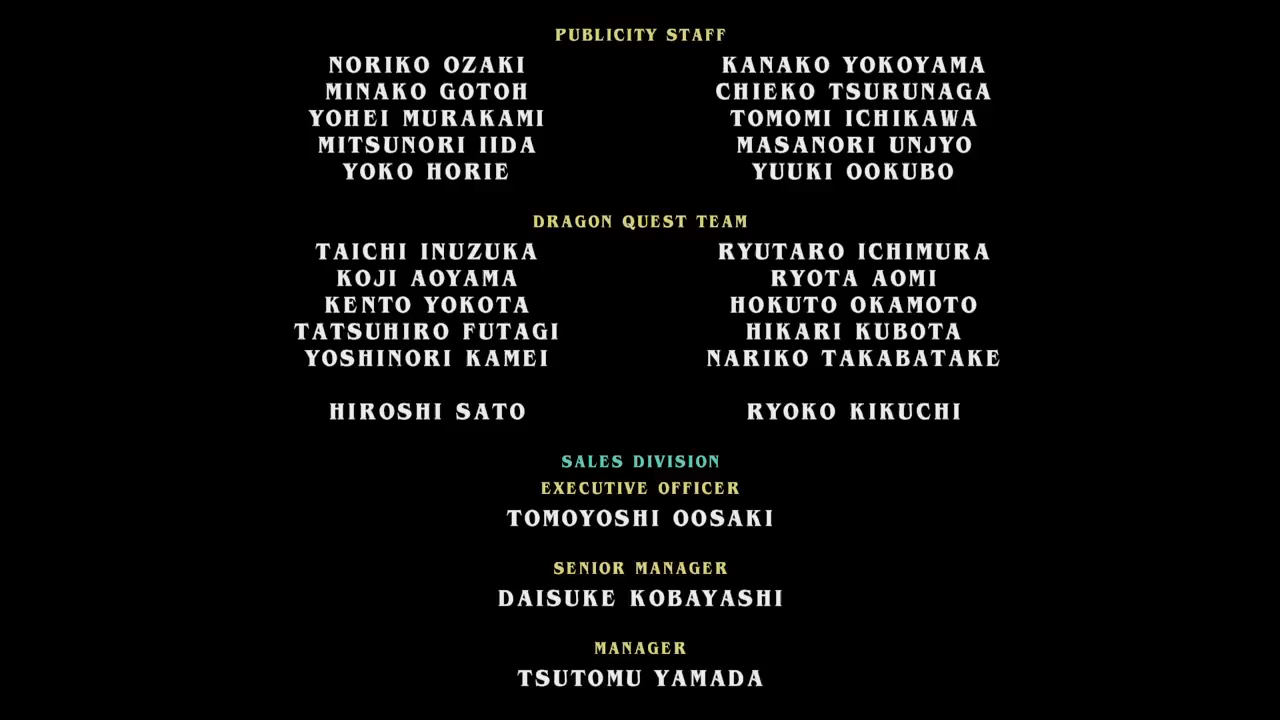 PUBLICITY STAFF
NORIKO OZAKI KANAKO YOKOYAMA
MINAKO GOTOH CHIEKO TSURUNAGA
YOHEI MURAKAMI TOMOMI ICHIKAWA
MITSUNORI IIDA MASANORI UNJYO
YOKO HORIE YUUKI OOKUBO
DRAGON QUEST TEAM
TAICHI INUZUKA RYUTARO ICHIMURA
KOJI AOYAMA RYOTA AOMI
KENTO YOKOTA HOKUTO OKAMOTO
TATSUHIRO FUTAGI HIKARI KUBOTA
YOSHINORI KAMEI NARIKO TAKABATAKE
HIROSHI SATO RYOKO KIKUCHI
SALES DIVISION
EXECUTIVE OFFICER
TOMOYOSHI OOSAKI
SENIOR MANAGER
DAISUKE KOBAYASHI
MANAGER
TSUTOMU YAMADA